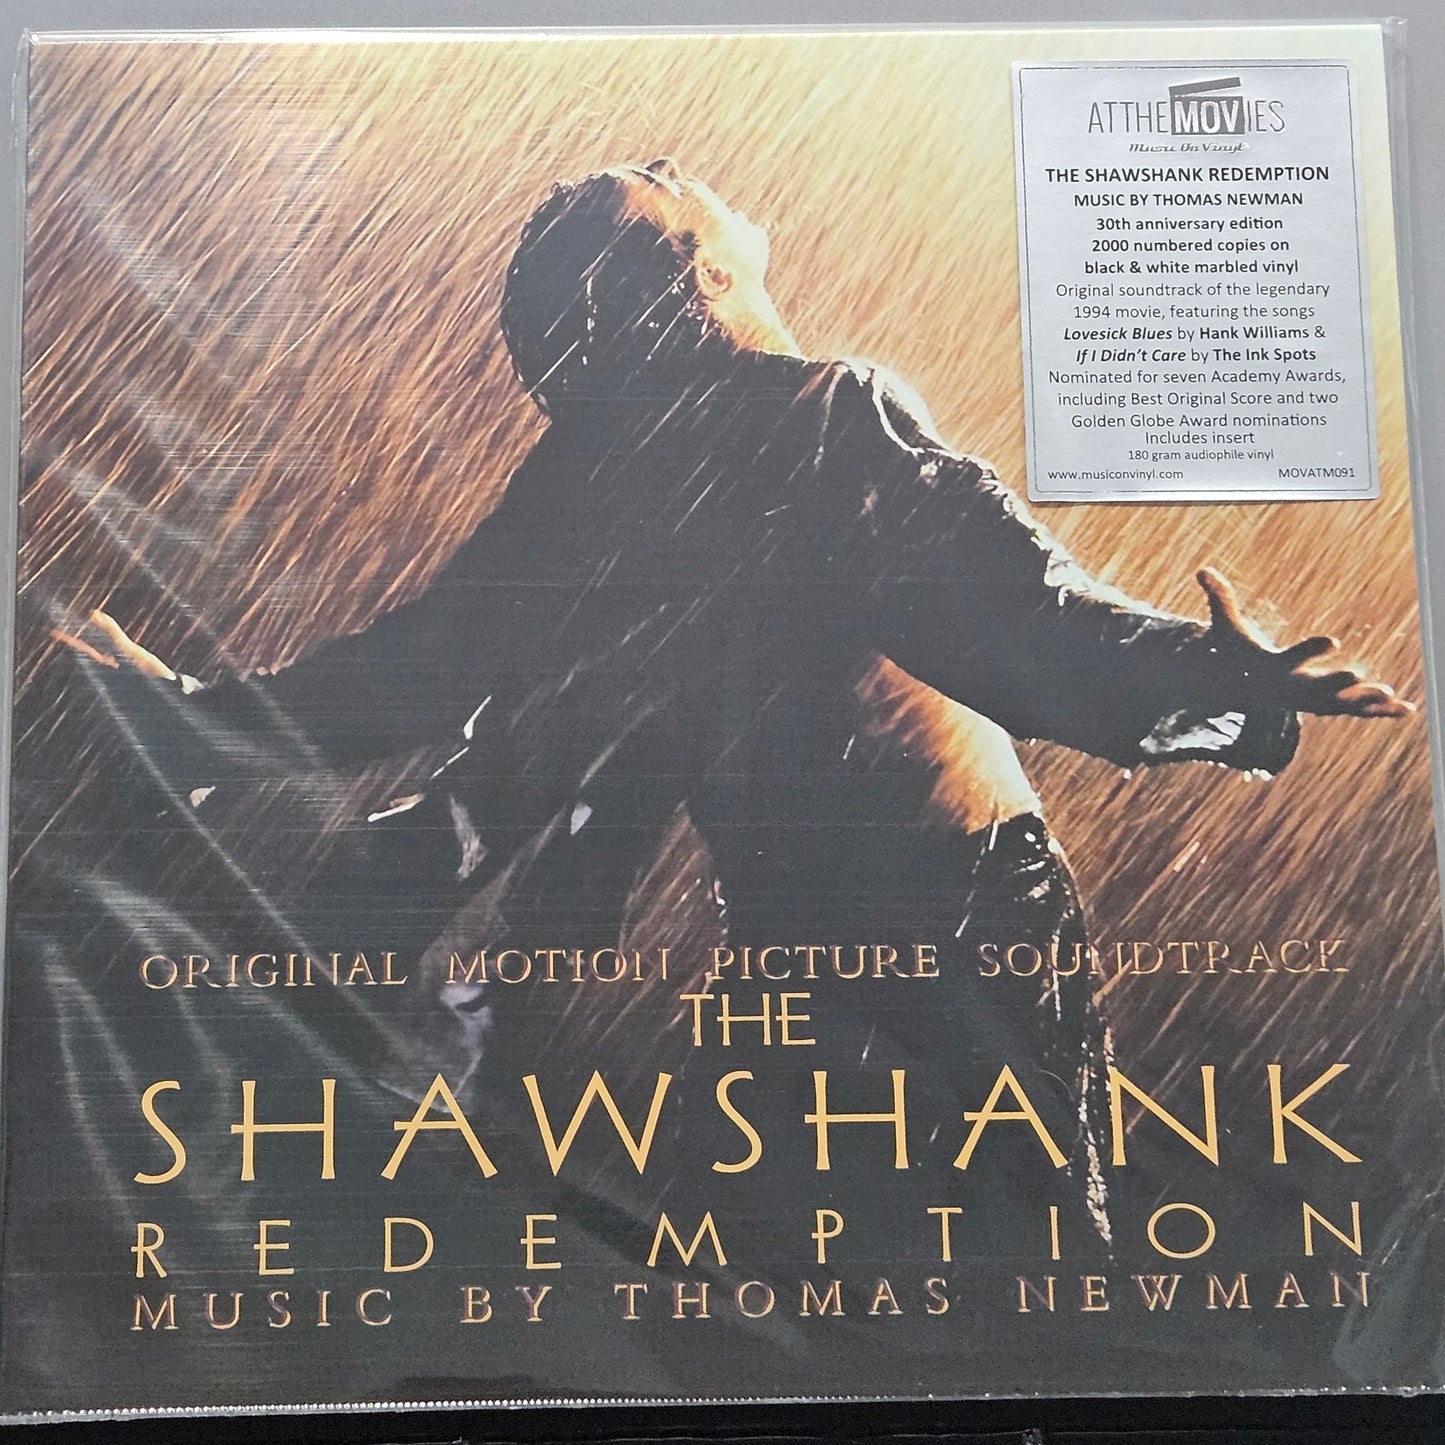 ATTHEMOVIES
Music On Vinyl
THE SHAWSHANK REDEMPTION
MUSIC BY THOMAS NEWMAN
30th anniversary edition
2000 numbered copies on
black & white marbled vinyl
Original soundtrack of the legendary
1994 movie, featuring the songs
Lovesick Blues by Hank Williams &
If I Didn't Care by The Ink Spots
Nominated for seven Academy Awards,
including Best Original Score and two
Golden Globe Award nominations
Includes insert
180 gram audiophile vinyl
www.musiconvinyl.com MOVATM091
ORIGINAL MOTION PICTURE SOUNDTRACK
THE
SHAWSHANK
REDEMPTION
MUSIC BY THOMAS NEWMAN